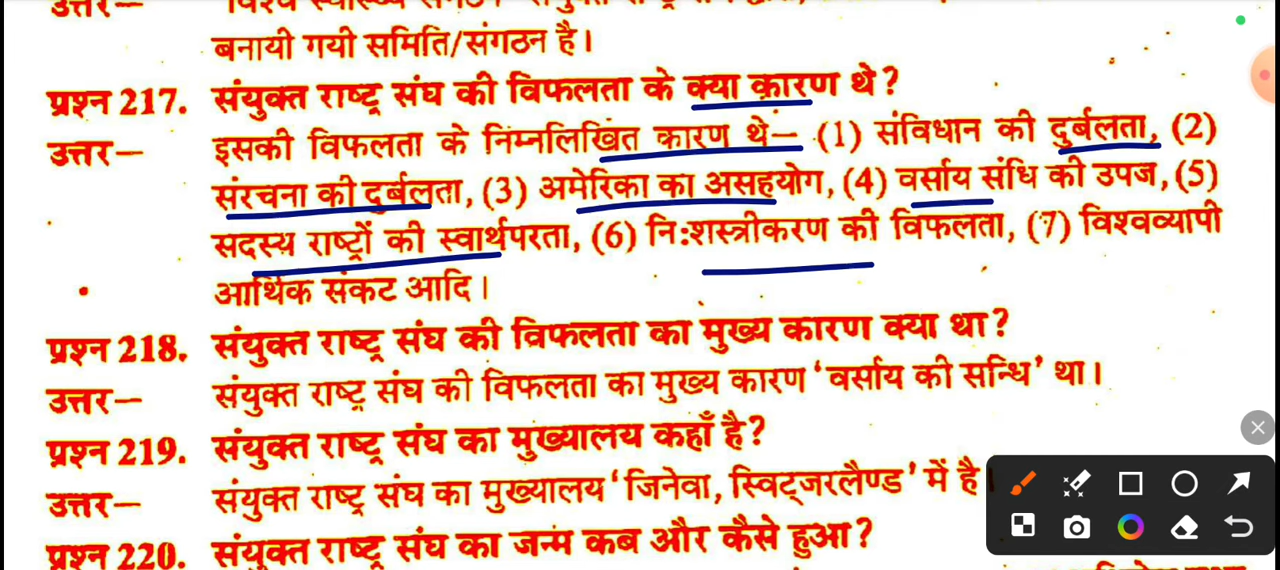 बनायी गयी समिति/संगठन है।
प्रश्न 217. संयुक्त राष्ट्र संघ की विफलता के क्या कारण थे?
उत्तर— इसकी विफलता के निम्नलिखित कारण थे— (1) संविधान की दुर्बलता, (2)
संरचना की दुर्बलता, (3) अमेरिका का असहयोग, (4) वर्साय संधि की उपज, (5)
सदस्य राष्ट्रों की स्वार्थपरता, (6) नि:शस्त्रीकरण की विफलता, (7) विश्वव्यापी
आर्थिक संकट आदि।
प्रश्न 218. संयुक्त राष्ट्र संघ की विफलता का मुख्य कारण क्या था?
उत्तर— संयुक्त राष्ट्र संघ की विफलता का मुख्य कारण ‘वर्साय की सन्धि’ था।
प्रश्न 219. संयुक्त राष्ट्र संघ का मुख्यालय कहाँ है?
उत्तर— संयुक्त राष्ट्र संघ का मुख्यालय ‘जिनेवा, स्विट्जरलैण्ड’ में है।
प्रश्न 220. संयुक्त राष्ट्र संघ का जन्म कब और कैसे हुआ?